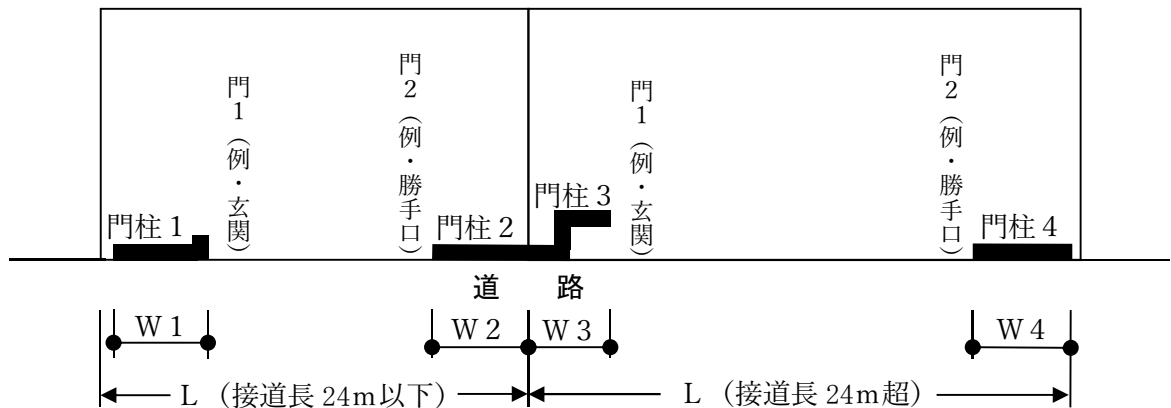 門1（例・玄関）
門2（例・勝手口）
門1（例・玄関）
門2（例・勝手口）
門柱1
門柱2
門柱3
門柱4
道　路
W1
W2
W3
W4
L （接道長 24m以下）
L （接道長 24m超）